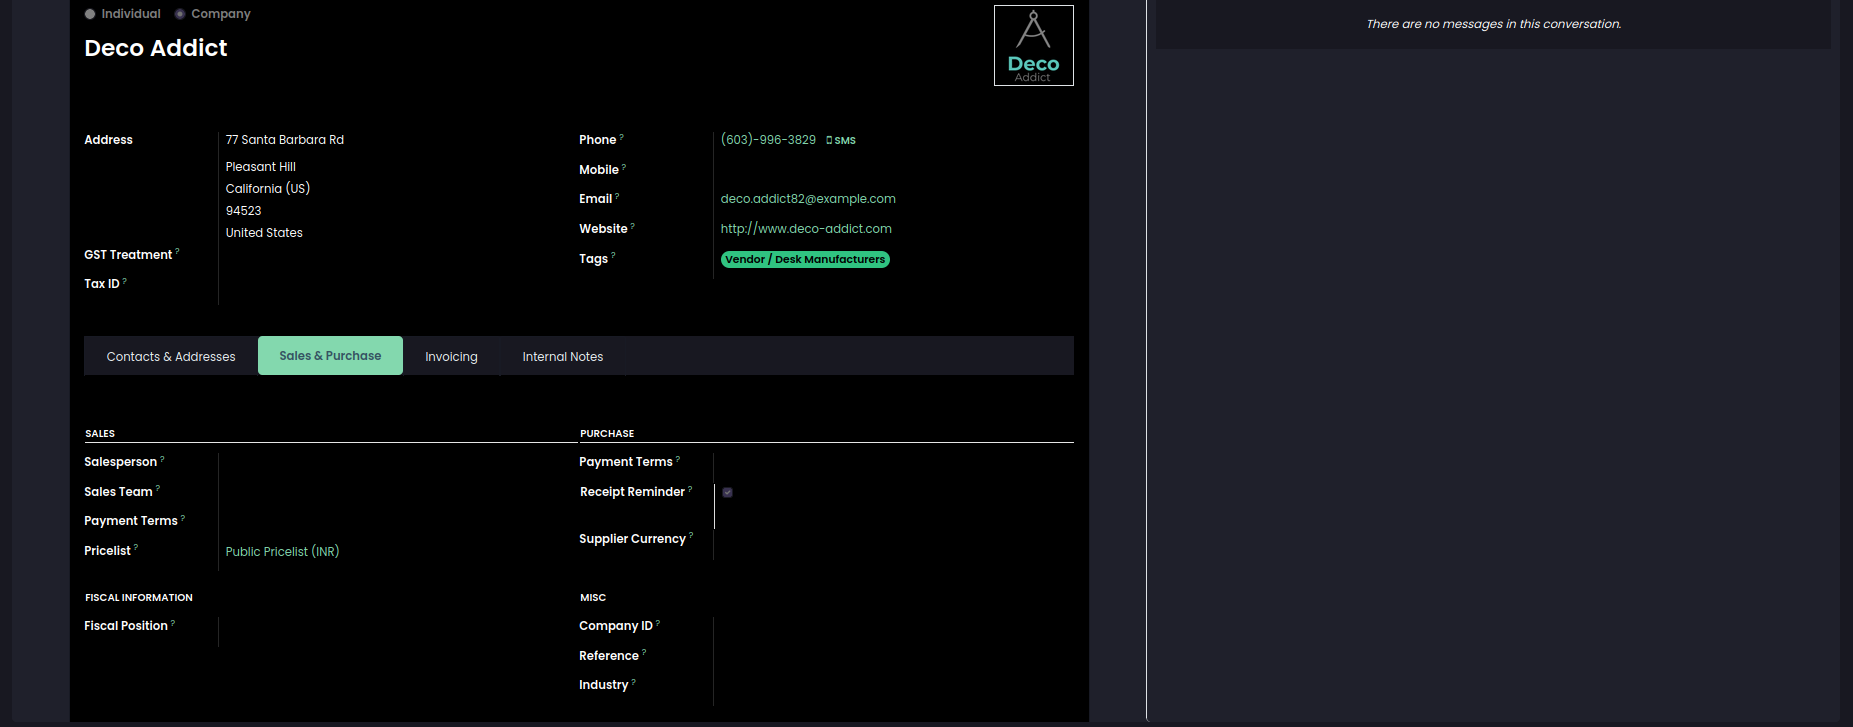 Individual Company
Deco Addict
Deco
Addict
There are no messages in this conversation.
Address 77 Santa Barbara Rd
Pleasant Hill
California (US)
94523
United States
GST Treatment ?
Tax ID ?
Phone ? (603)-996-3829 SMS
Mobile ?
Email ? deco.addict82@example.com
Website ? http://www.deco-addict.com
Tags ? Vendor / Desk Manufacturers
Contacts & Addresses Sales & Purchase Invoicing Internal Notes
SALES
Salesperson ?
Sales Team ?
Payment Terms ?
Pricelist ? Public Pricelist (INR)
PURCHASE
Payment Terms ?
Receipt Reminder ?
Supplier Currency ?
FISCAL INFORMATION
Fiscal Position ?
MISC
Company ID ?
Reference ?
Industry ?